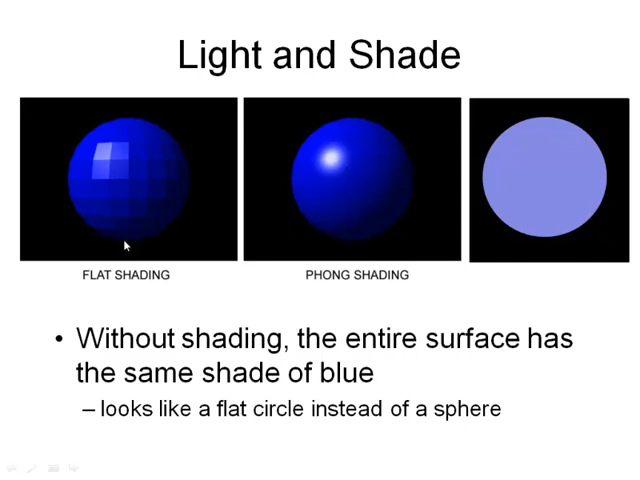 Light and Shade
FLAT SHADING
PHONG SHADING
• Without shading, the entire surface has
the same shade of blue
– looks like a flat circle instead of a sphere